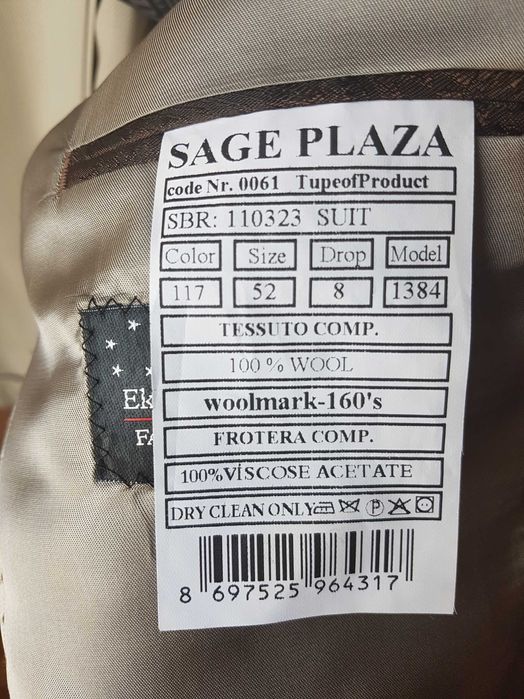 SAGE PLAZA
code Nr. 0061 TupeofProduct
SBR: 110323 SUIT
Color Size Drop Model
117 52 8 1384
TESSUTO COMP.
100 % WOOL
woolmark-160's
FROTERA COMP.
100%VİSCOSE ACETATE
DRY CLEAN ONLY P
8 697525 964317